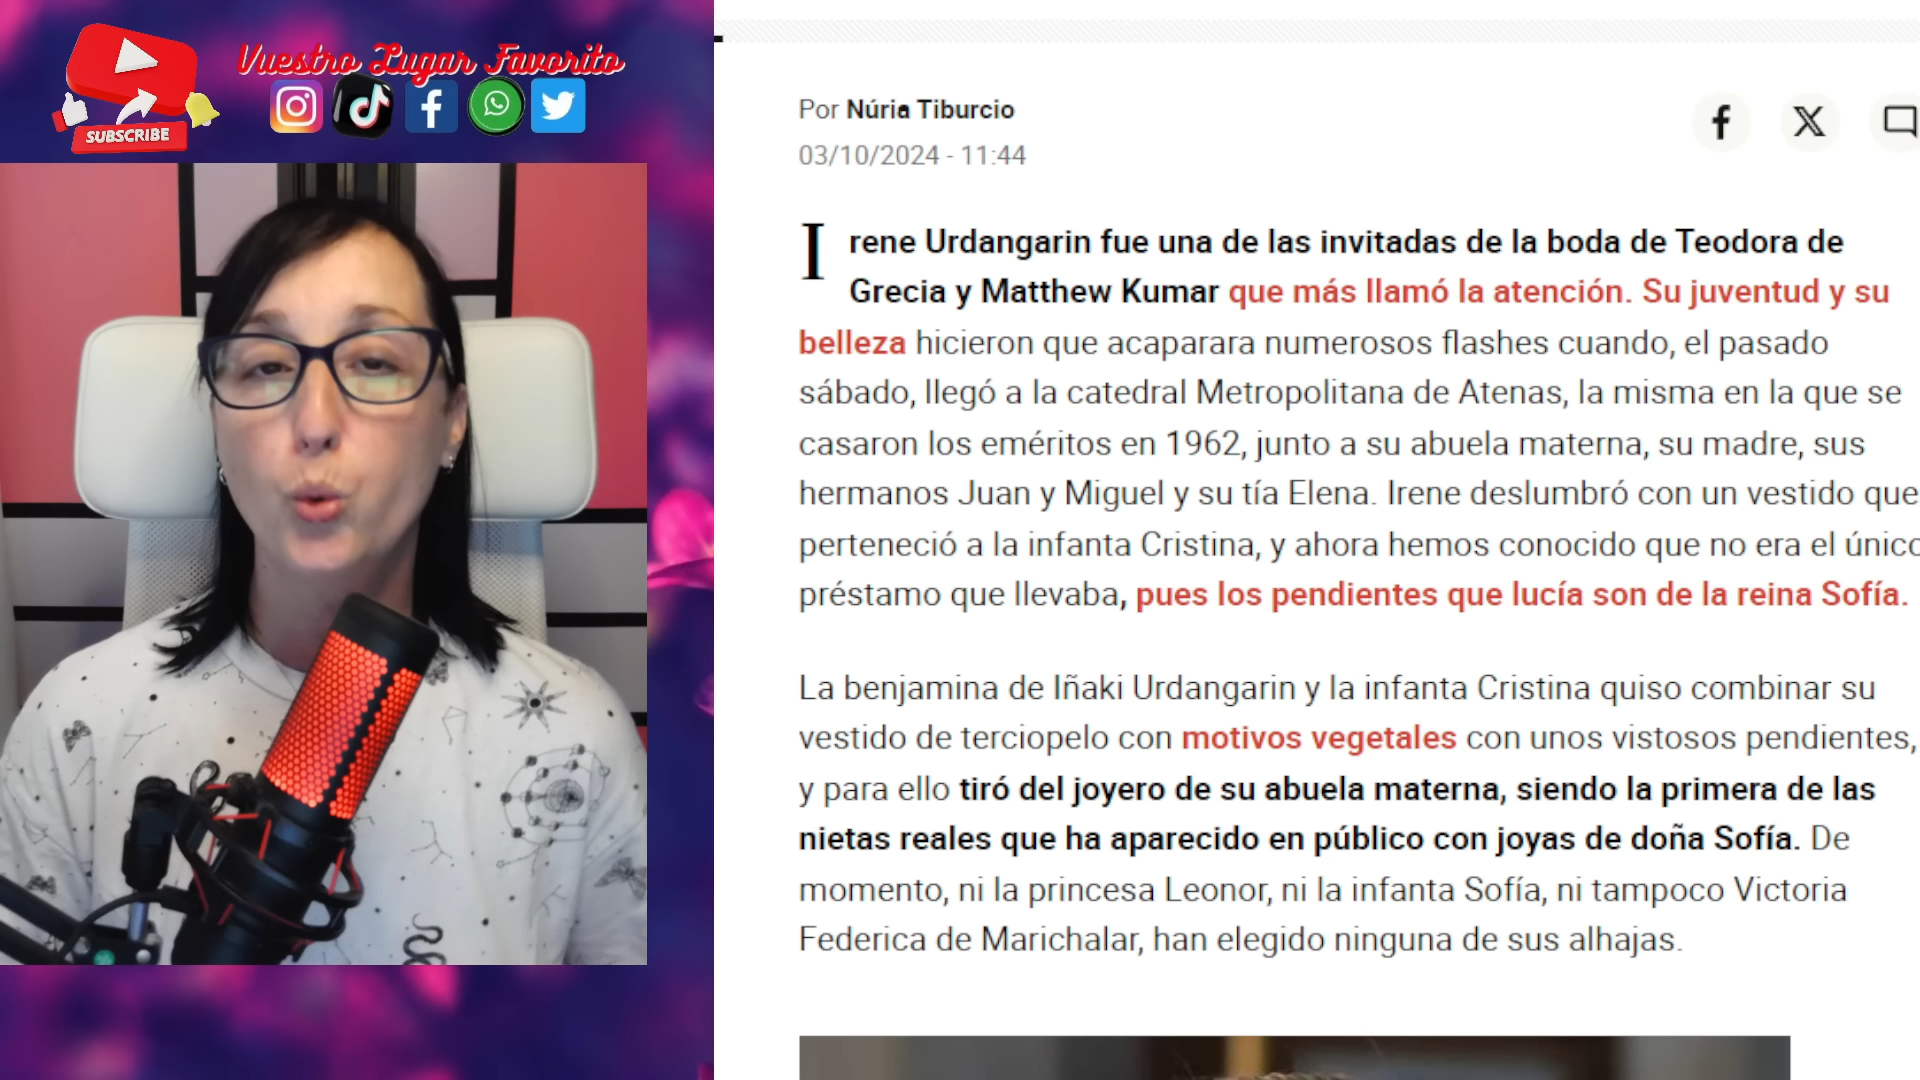 Vuestro Lugar Favorito
SUBSCRIBE
Por Núria Tiburcio
03/10/2024 - 11:44
Irene Urdangarin fue una de las invitadas de la boda de Teodora de
Grecia y Matthew Kumar que más llamó la atención. Su juventud y su
belleza hicieron que acaparara numerosos flashes cuando, el pasado
sábado, llegó a la catedral Metropolitana de Atenas, la misma en la que se
casaron los eméritos en 1962, junto a su abuela materna, su madre, sus
hermanos Juan y Miguel y su tía Elena. Irene deslumbró con un vestido que
perteneció a la infanta Cristina, y ahora hemos conocido que no era el único
préstamo que llevaba, pues los pendientes que lucía son de la reina Sofía.
La benjamina de Iñaki Urdangarin y la infanta Cristina quiso combinar su
vestido de terciopelo con motivos vegetales con unos vistosos pendientes,
y para ello tiró del joyero de su abuela materna, siendo la primera de las
nietas reales que ha aparecido en público con joyas de doña Sofía. De
momento, ni la princesa Leonor, ni la infanta Sofía, ni tampoco Victoria
Federica de Marichalar, han elegido ninguna de sus alhajas.